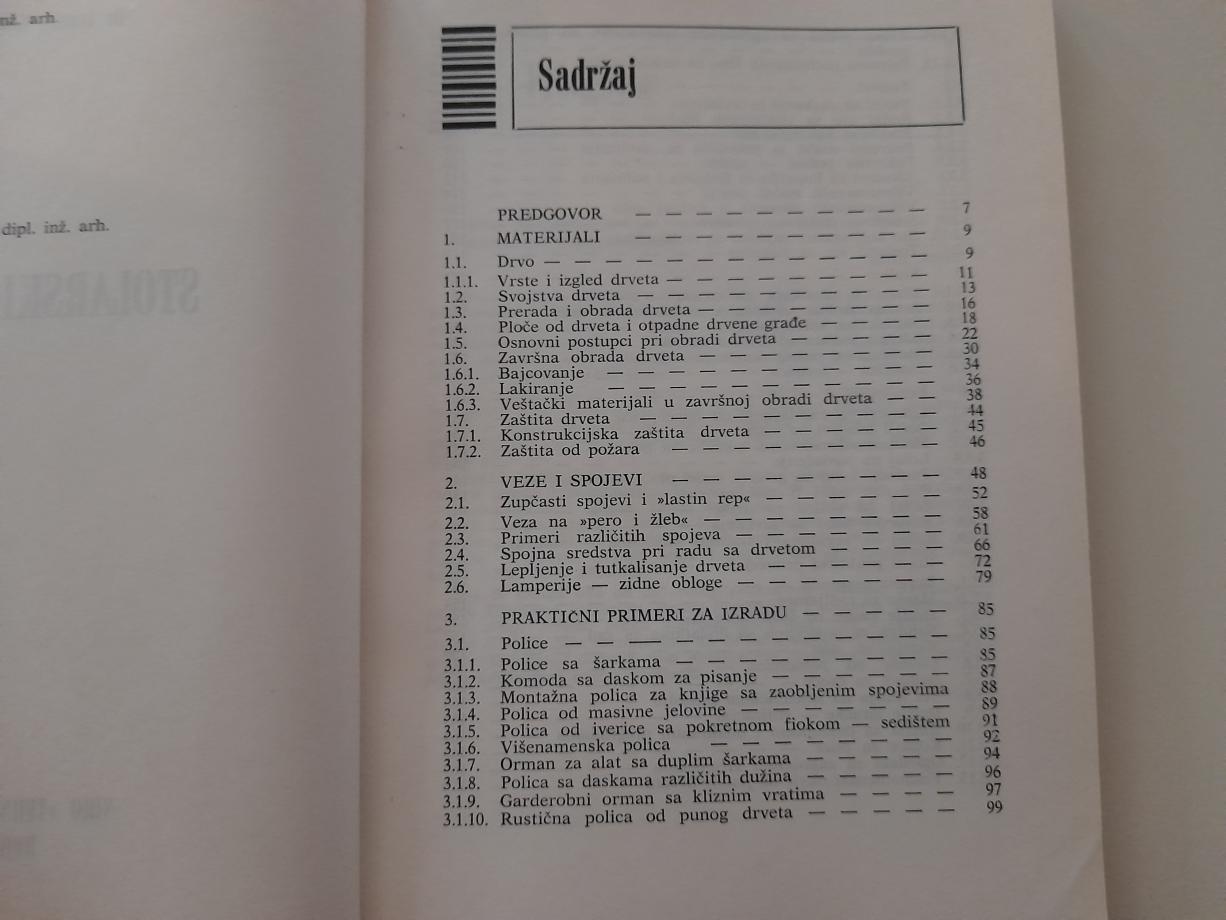 nž. arh.
dipl. inž. arh.
Sadržaj
PREDGOVOR — — — — — — — — — — 7
1. MATERIJALI — — — — — — — — — — 9
1.1. Drvo — — — — — — — — — — — — — 9
1.1.1. Vrste i izgled drveta — — — — — — — — — 11
1.2. Svojstva drveta — — — — — — — — — — 13
1.3. Prerada i obrada drveta — — — — — — — — 16
1.4. Ploče od drveta i otpadne drvene građe — — — — 18
1.5. Osnovni postupci pri obradi drveta — — — — — 22
1.6. Završna obrada drveta — — — — — — — — 30
1.6.1. Bajcovanje — — — — — — — — — — — 34
1.6.2. Lakiranje — — — — — — — — — — — 36
1.6.3. Veštački materijali u završnoj obradi drveta — — 38
1.7. Zaštita drveta — — — — — — — — — — 44
1.7.1. Konstrukcijska zaštita drveta — — — — — — 45
1.7.2. Zaštita od požara — — — — — — — — — 46
2. VEZE I SPOJEVI — — — — — — — — — 48
2.1. Zupčasti spojevi i »lastin rep« — — — — — — 52
2.2. Veza na »pero i žleb« — — — — — — — — 58
2.3. Primeri različitih spojeva — — — — — — — 61
2.4. Spojna sredstva pri radu sa drvetom — — — — 66
2.5. Lepljenje i tutkalisanje drveta — — — — — — 72
2.6. Lamperije — zidne obloge — — — — — — — 79
3. PRAKTIČNI PRIMERI ZA IZRADU — — — — — 85
3.1. Police — — — — — — — — — — — — 85
3.1.1. Police sa šarkama — — — — — — — — — 85
3.1.2. Komoda sa daskom za pisanje — — — — — — 87
3.1.3. Montažna polica za knjige sa zaobljenim spojevima 88
3.1.4. Polica od masivne jelovine — — — — — — — 89
3.1.5. Polica od iverice sa pokretnom fiokom — sedištem 91
3.1.6. Višenamenska polica — — — — — — — — 92
3.1.7. Orman za alat sa duplim šarkama — — — — — 94
3.1.8. Polica sa daskama različitih dužina — — — — — 96
3.1.9. Garderobni orman sa kliznim vratima — — — — 97
3.1.10. Rustična polica od punog drveta — — — — — 99